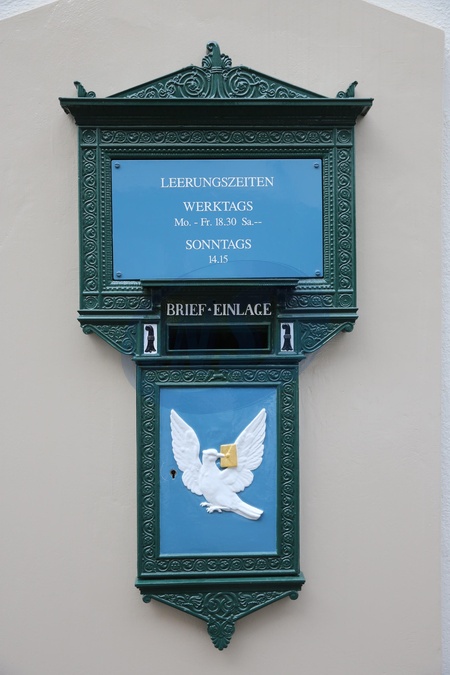 LEERUNGSZEITEN
WERKTAGS
Mo. - Fr. 18.30 Sa.--
SONNTAGS
14.15
BRIEF·EINLAGE